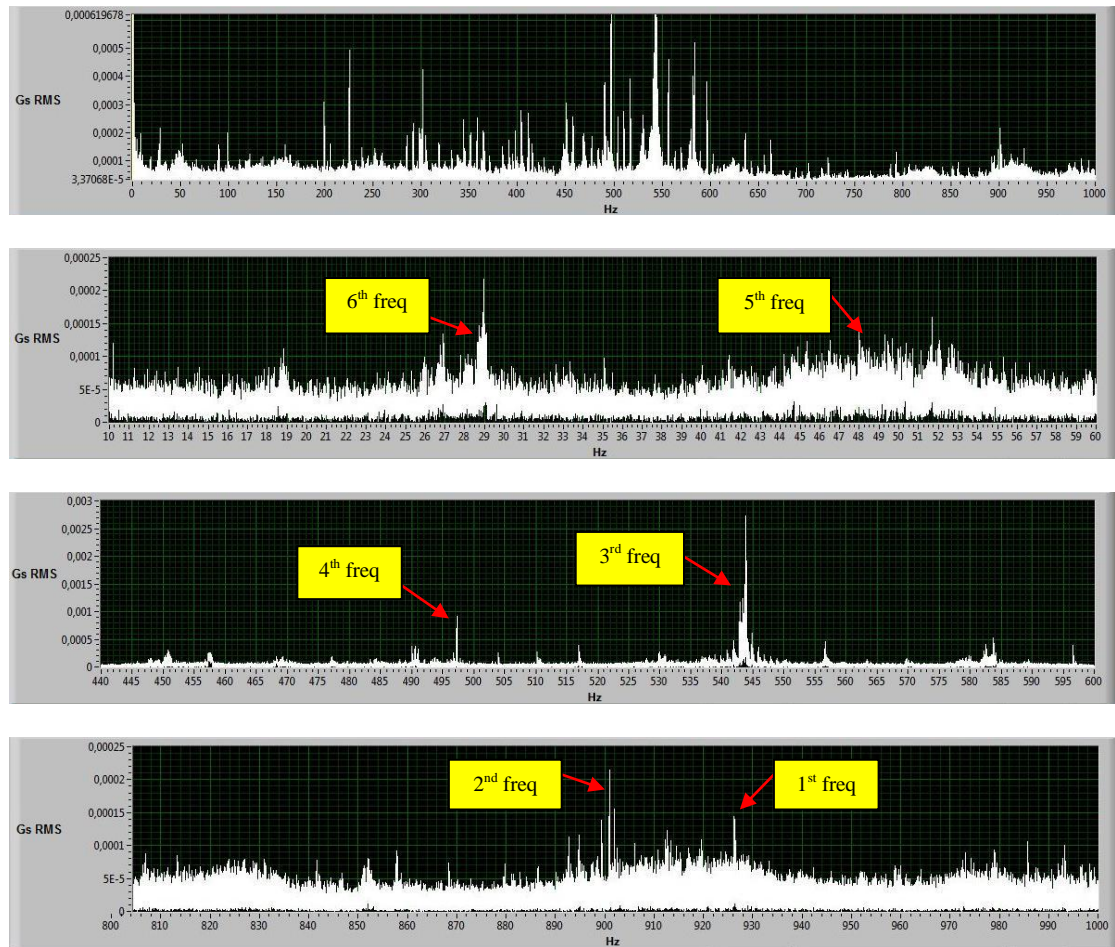 0,000619678
0,0005
0,0004
Gs RMS
0,0003
0,0002
0,0001
3,37068E-5
0 50 100 150 200 250 300 350 400 450 500 550 600 650 700 750 800 850 900 950 1000
Hz
0,00025
0,0002
6th freq
5th freq
0,00015
Gs RMS
0,0001
5E-5
0
10 11 12 13 14 15 16 17 18 19 20 21 22 23 24 25 26 27 28 29 30 31 32 33 34 35 36 37 38 39 40 41 42 43 44 45 46 47 48 49 50 51 52 53 54 55 56 57 58 59 60
Hz
0,003
0,0025
0,002
4th freq
3rd freq
Gs RMS
0,0015
0,001
0,0005
0
440 445 450 455 460 465 470 475 480 485 490 495 500 505 510 515 520 525 530 535 540 545 550 555 560 565 570 575 580 585 590 595 600
Hz
0,00025
0,0002
2nd freq
1st freq
0,00015
Gs RMS
0,0001
5E-5
0
800 810 820 830 840 850 860 870 880 890 900 910 920 930 940 950 960 970 980 990 1000
Hz